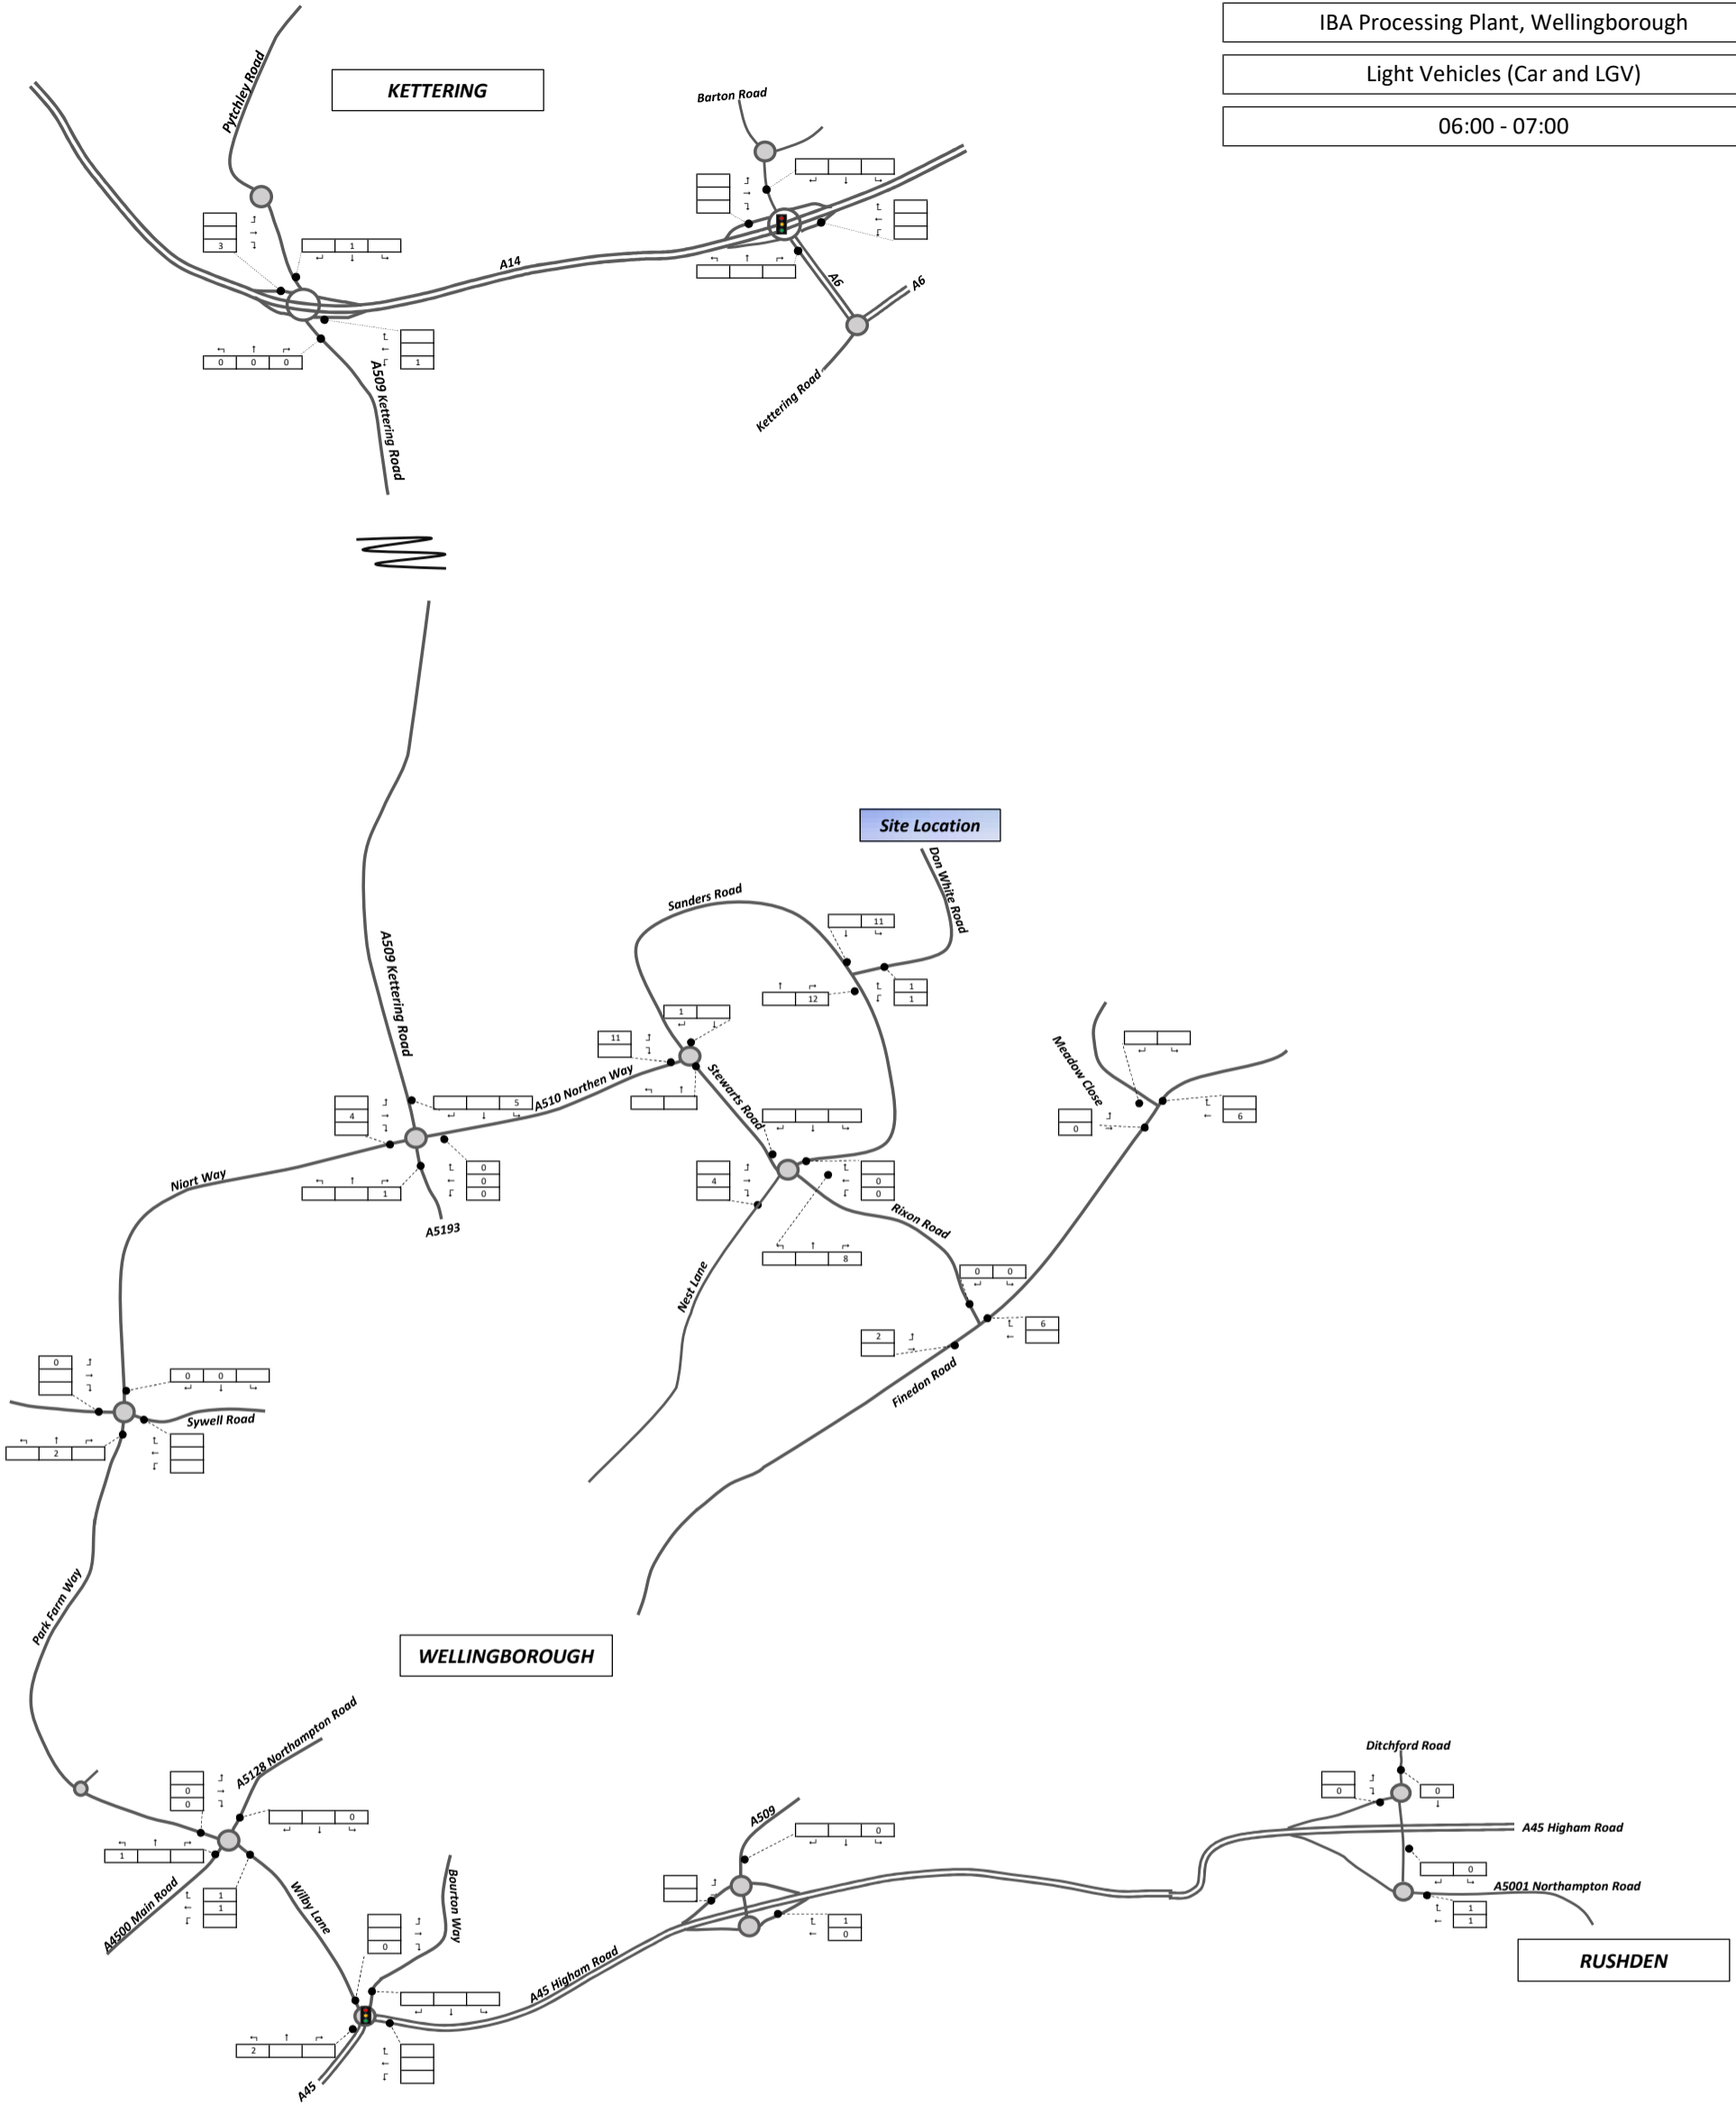 IBA Processing Plant, Wellingborough
Light Vehicles (Car and LGV)
06:00 - 07:00
KETTERING
Pytchley Road
Barton Road
3
1
A14
A6
A6
0 0 0
1
A509 Kettering Road
Kettering Road
Site Location
Don White Road
Sanders Road
11
12
1
1
A509 Kettering Road
1
11
Stewarts Road
A510 Northen Way
Meadow Close
5
4
6
0
Niort Way
1
0
0
0
A5193
4
0
0
8
Rixon Road
Nest Lane
0 0
6
2
Finedon Road
0
0 0
Sywell Road
2
Park Farm Way
WELLINGBOROUGH
A5128 Northampton Road
0
0
0
1
1
1
A4500 Main Road
Wilby Lane
Bourton Way
0
2
A45
A45 Higham Road
A509
0
1
0
Ditchford Road
0
0
A45 Higham Road
0
A5001 Northampton Road
1
1
RUSHDEN